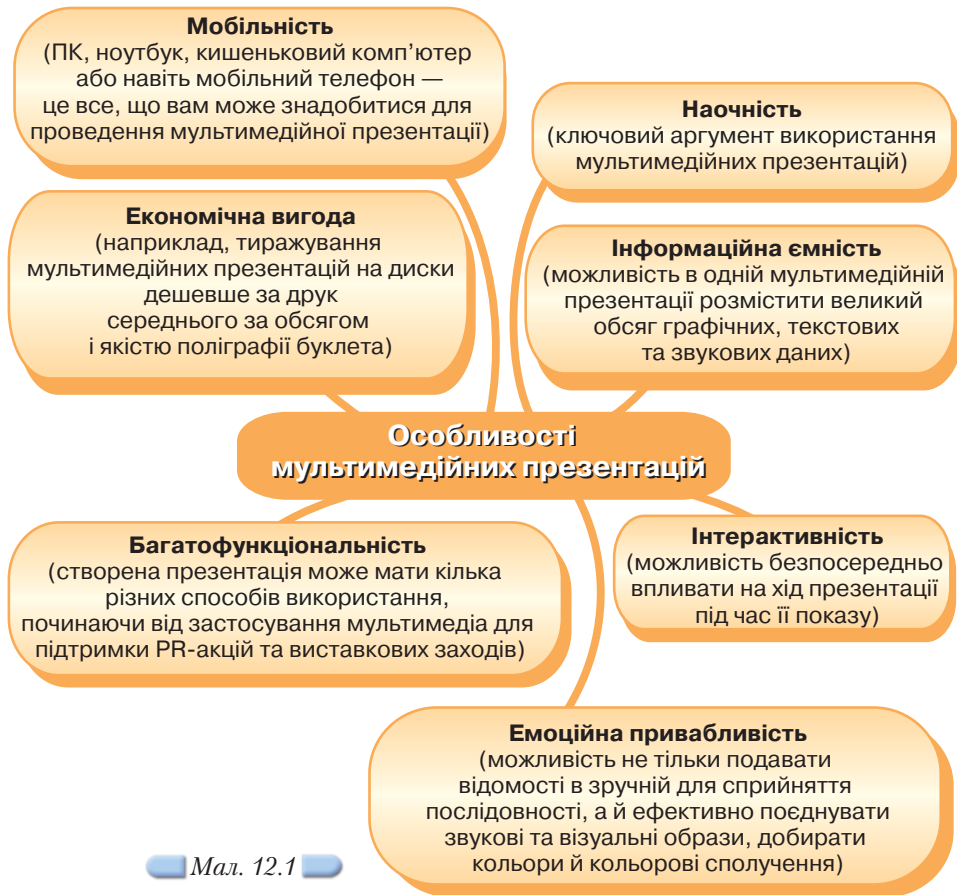 Мобільність
(ПК, ноутбук, кишеньковий комп’ютер
або навіть мобільний телефон —
це все, що вам може знадобитися для
проведення мультимедійної презентації)
Наочність
(ключовий аргумент використання
мультимедійних презентацій)
Економічна вигода
(наприклад, тиражування
мультимедійних презентацій на диски
дешевше за друк
середнього за обсягом
і якістю поліграфії буклета)
Інформаційна ємність
(можливість в одній мультимедійній
презентації розмістити великий
обсяг графічних, текстових
та звукових даних)
Особливості
мультимедійних презентацій
Багатофункціональність
(створена презентація може мати кілька
різних способів використання,
починаючи від застосування мультимедіа для
підтримки PR-акцій та виставкових заходів)
Інтерактивність
(можливість безпосередньо
впливати на хід презентації
під час її показу)
Емоційна привабливість
(можливість не тільки подавати
відомості в зручній для сприйняття
послідовності, а й ефективно поєднувати
звукові та візуальні образи, добирати
кольори й кольорові сполучення)
Мал. 12.1